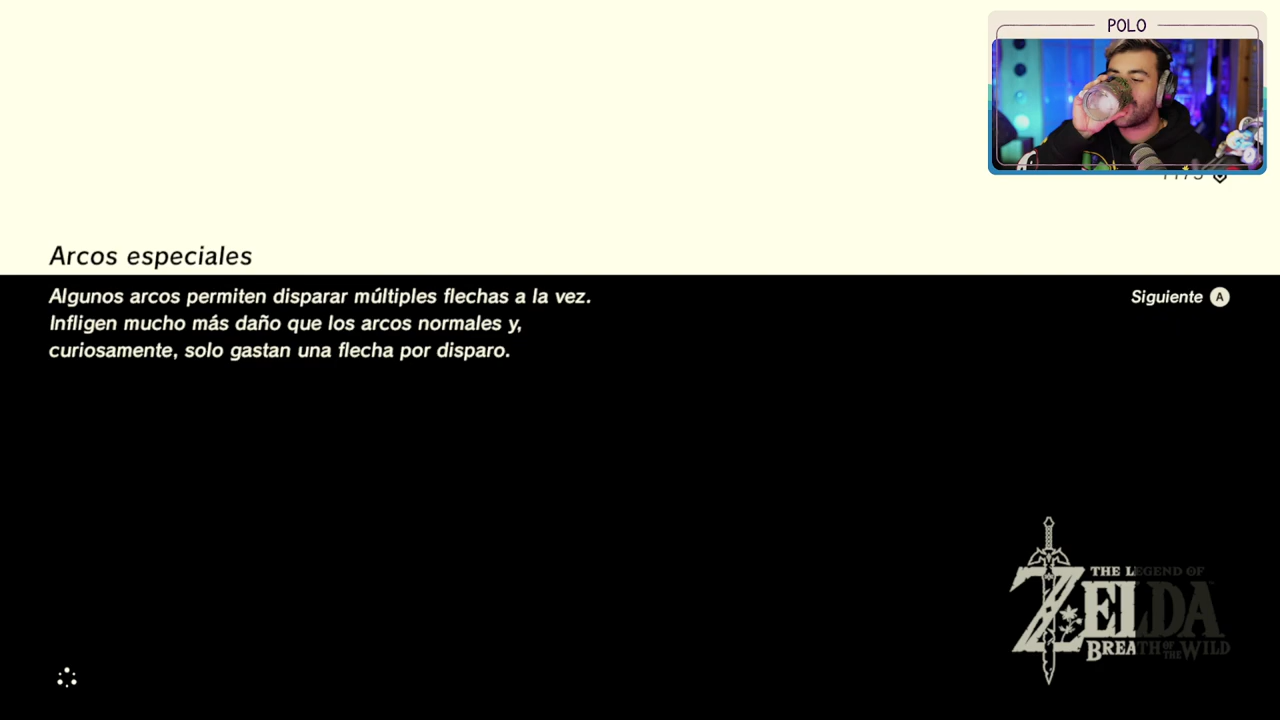 POLO
Arcos especiales
Algunos arcos permiten disparar múltiples flechas a la vez.
Infligen mucho más daño que los arcos normales y,
curiosamente, solo gastan una flecha por disparo.
Siguiente A
THE LEGEND OF
ZELDA
BREATH OF THE WILD